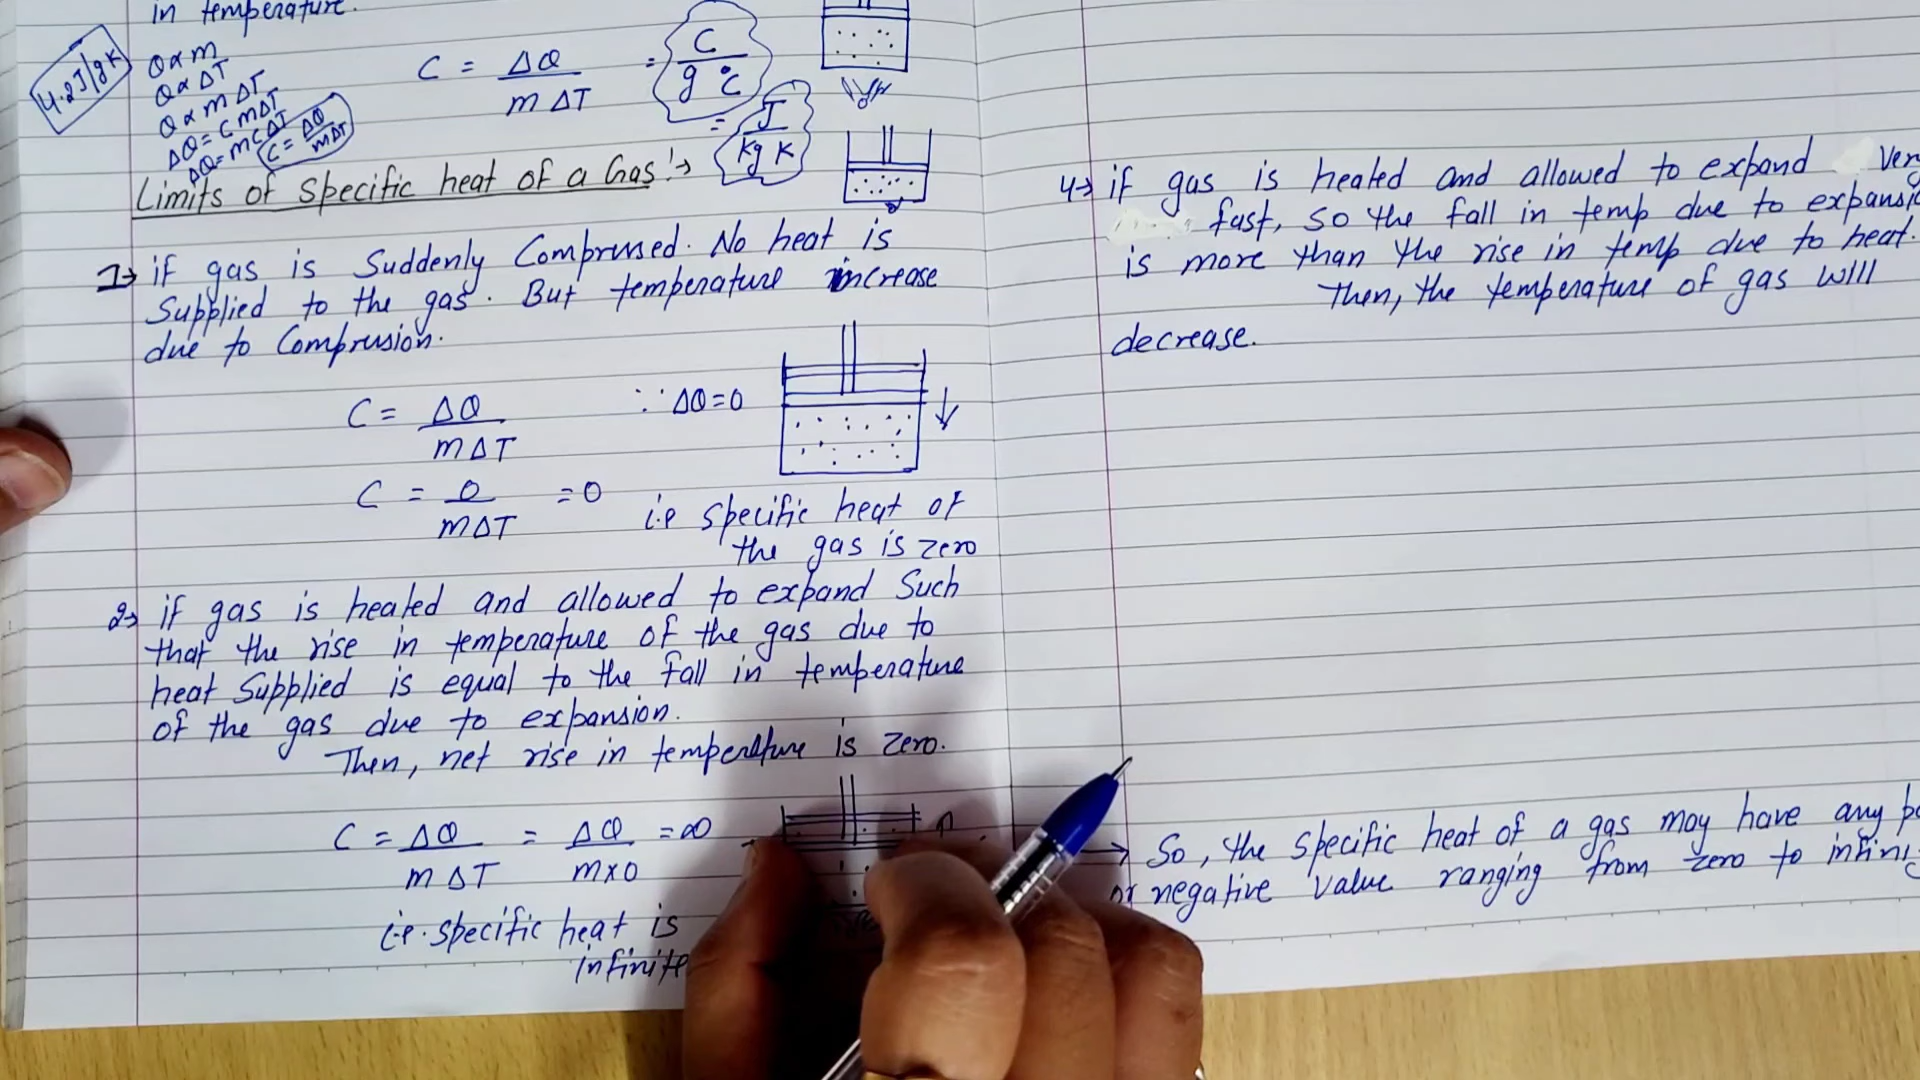 in temperature.
4.2J/gK
Q∝m
Q∝ΔT
Q∝mΔT
ΔQ=CmΔT
ΔQ=mCΔT
C=ΔQ/mΔT
C = ΔQ/mΔT = C/g °C
= J/kg K
Limits of specific heat of a Gas:→
1→ if gas is Suddenly Compressed. No heat is
Supplied to the gas. But temperature increase
due to Compression.
C = ΔQ/mΔT ∵ ΔQ=0
C = 0/mΔT = 0
i.e specific heat of
the gas is zero
2→ if gas is heated and allowed to expand Such
that the rise in temperature of the gas due to
heat Supplied is equal to the fall in temperature
of the gas due to expansion.
Then, net rise in temperature is zero.
C = ΔQ/mΔT = ΔQ/m×0 = ∞
i.e. specific heat is
infinite
4→ if gas is heated and allowed to expand
fast, so the fall in temp due to
is more than the rise in temp due to heat.
Then, the temperature of gas will
decrease.
→ So, the specific heat of a gas may have any
or negative value ranging from zero to